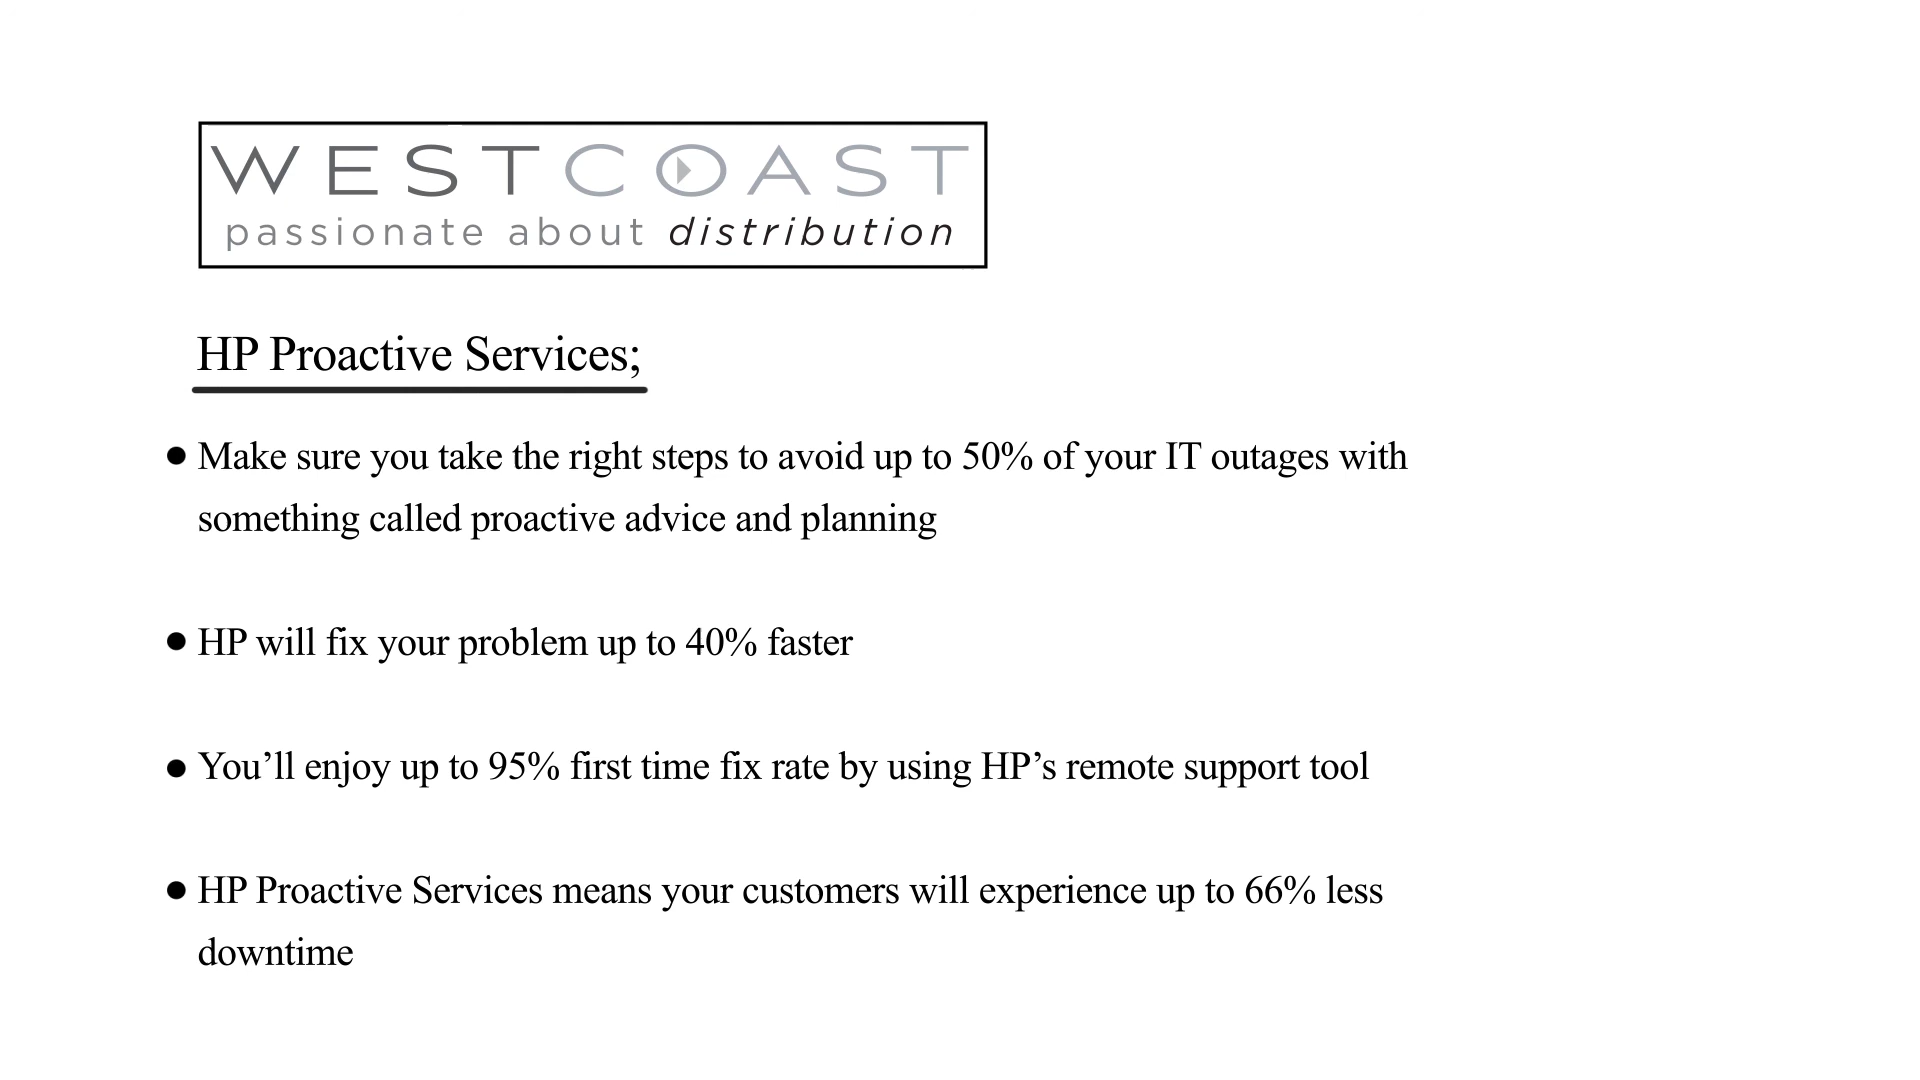 WESTCOAST
passionate about distribution
HP Proactive Services;
● Make sure you take the right steps to avoid up to 50% of your IT outages with
something called proactive advice and planning
● HP will fix your problem up to 40% faster
● You’ll enjoy up to 95% first time fix rate by using HP’s remote support tool
● HP Proactive Services means your customers will experience up to 66% less
downtime